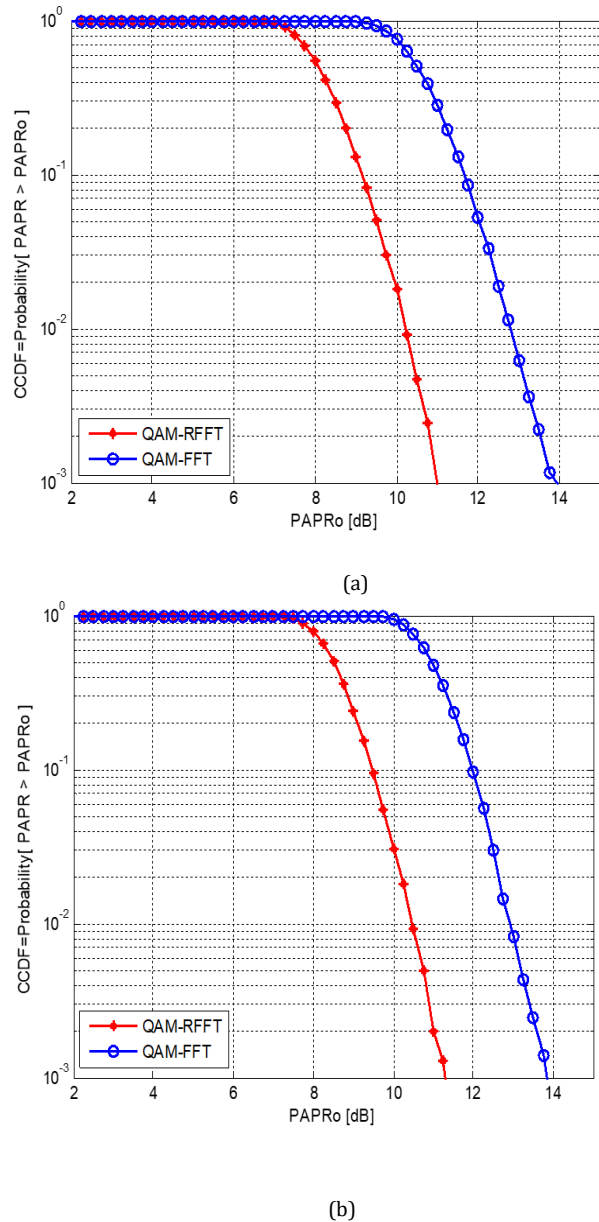 10^0
10^-1
10^-2
10^-3
CCDF=Probability[ PAPR > PAPRo ]
QAM-RFFT
QAM-FFT
2 4 6 8 10 12 14
PAPRo [dB]
(a)
10^0
10^-1
10^-2
10^-3
CCDF=Probability[ PAPR > PAPRo ]
QAM-RFFT
QAM-FFT
2 4 6 8 10 12 14
PAPRo [dB]
(b)